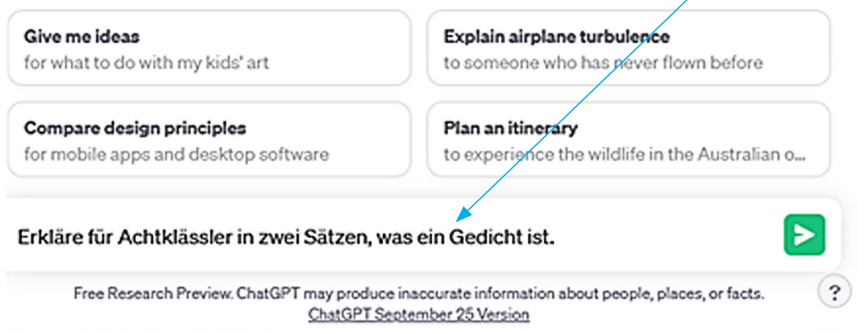 Give me ideas
for what to do with my kids' art
Explain airplane turbulence
to someone who has never flown before
Compare design principles
for mobile apps and desktop software
Plan an itinerary
to experience the wildlife in the Australian o...
Erkläre für Achtklässler in zwei Sätzen, was ein Gedicht ist.
Free Research Preview. ChatGPT may produce inaccurate information about people, places, or facts.
ChatGPT September 25 Version
?